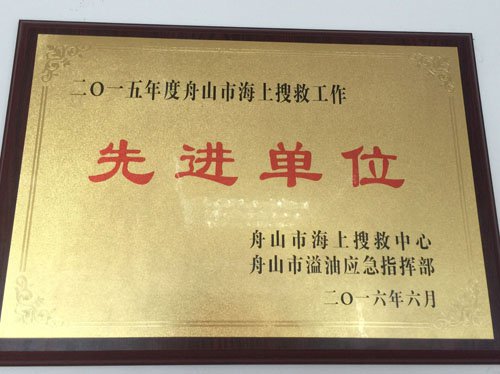 二〇一五年度舟山市海上搜救工作
先进单位
舟山市海上搜救中心
舟山市溢油应急指挥部
二〇一六年六月